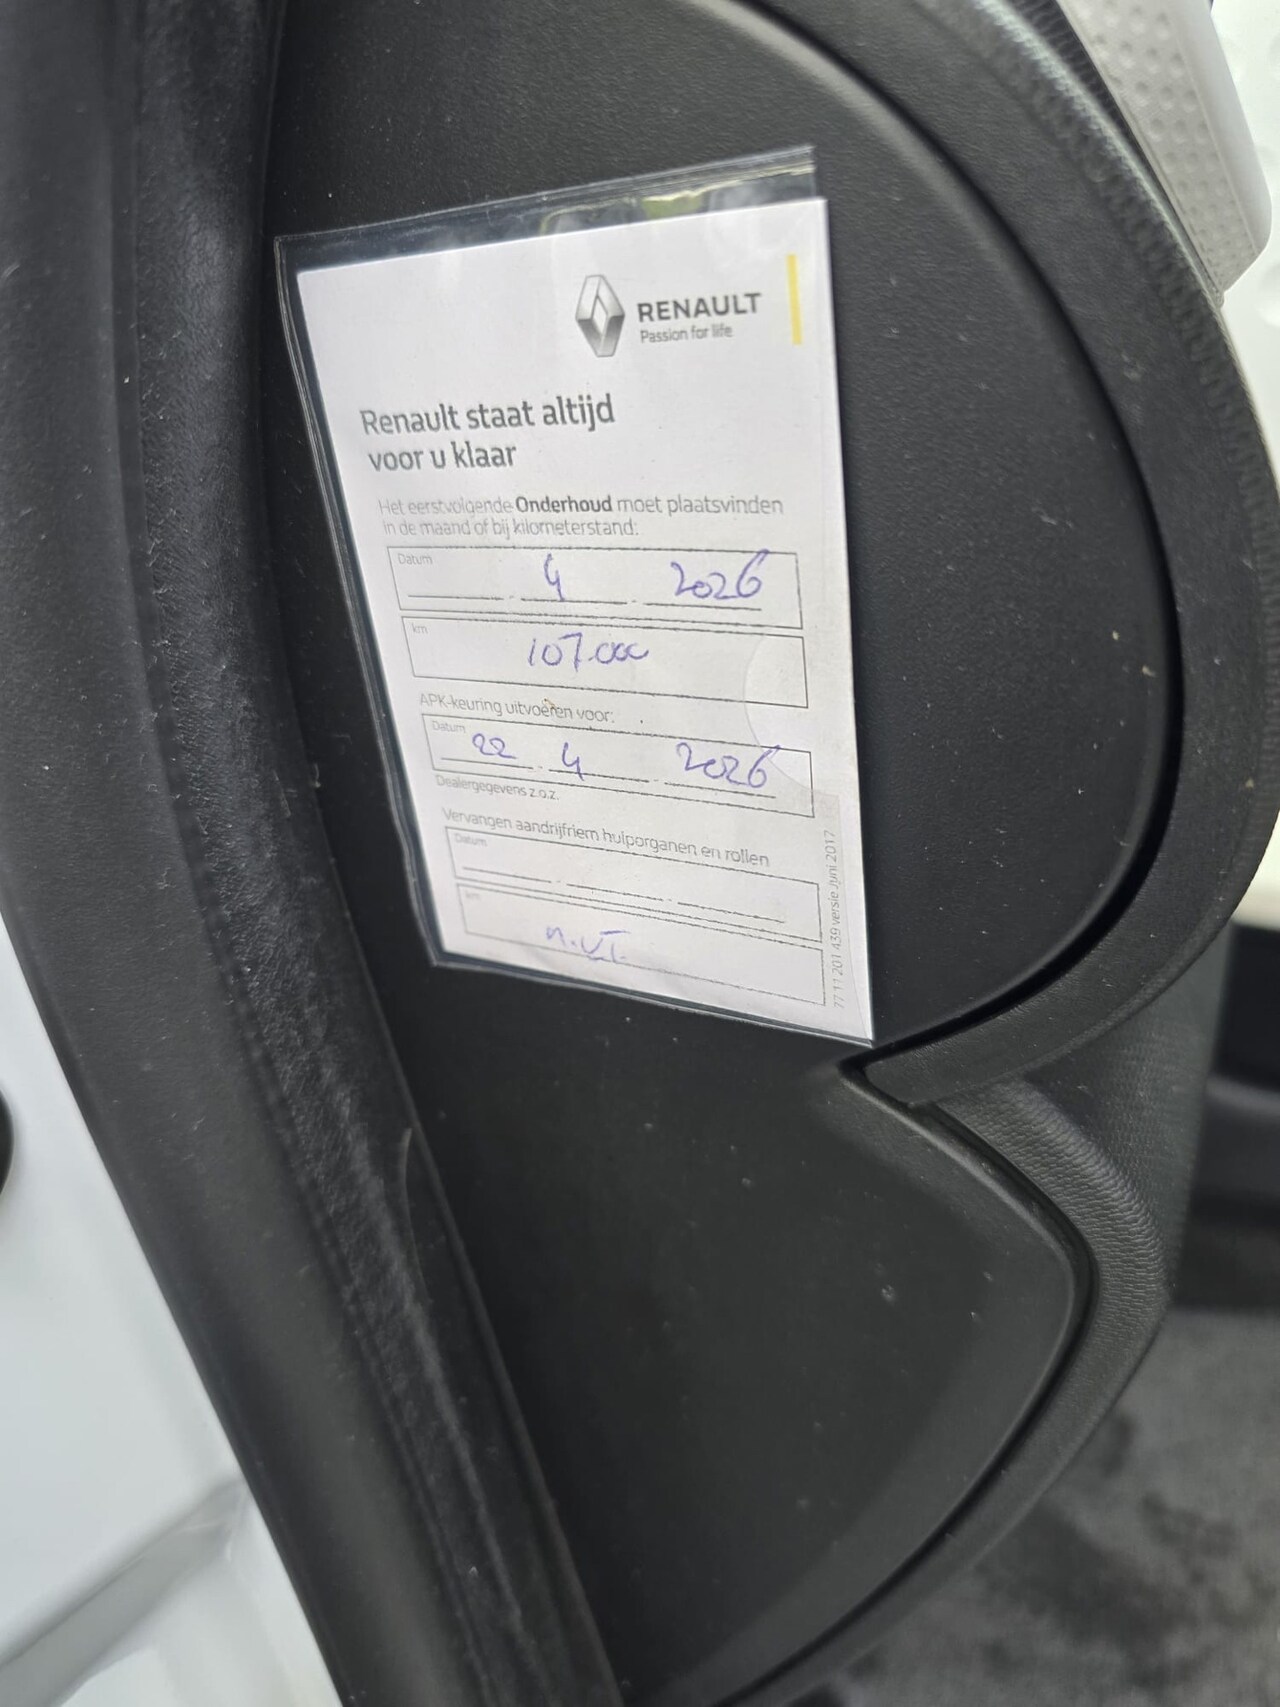 RENAULT
Passion for life
Renault staat altijd
voor u klaar
Het eerstvolgende Onderhoud moet plaatsvinden
in de maand of bij kilometerstand:
Datum
4 2026
km
107.000
APK-keuring uitvoeren voor:
Datum
22 4 2026
Dealergegevens z.o.z.
Vervangen aandrijfriem hulporganen en rollen
Datum
km
n.v.T.
77 11 201 439 versie Juni 2017